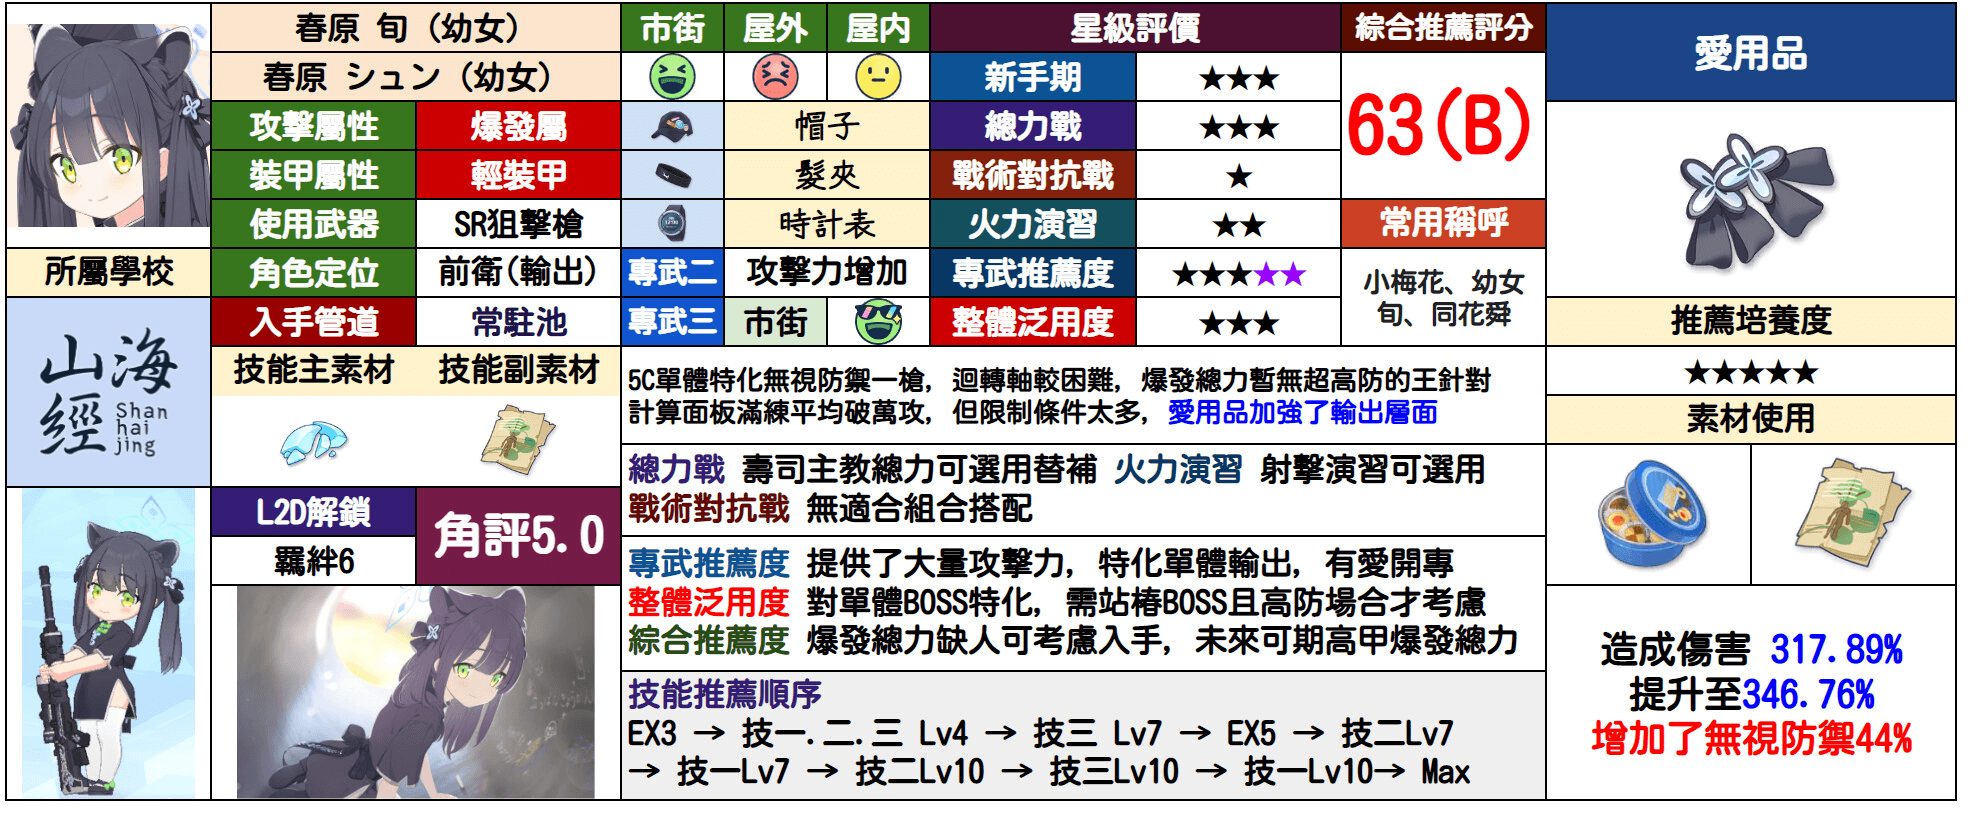 春原 旬 (幼女)
春原 シュン (幼女)
攻擊屬性 爆發屬
裝甲屬性 輕裝甲
使用武器 SR狙擊槍
所屬學校 角色定位 前衛(輸出)
入手管道 常駐池
山海經
Shan
hai
jing
技能主素材 技能副素材
L2D解鎖
羈絆6
角評5.0
市街 屋外 屋内
帽子
髮夾
時計表
專武二 攻擊力增加
專武三 市街
星級評價
新手期 ★★★
總力戰 ★★★
戰術對抗戰 ★
火力演習 ★★
專武推薦度 ★★★★★
整體泛用度 ★★★
綜合推薦評分
63(B)
常用稱呼
小梅花、幼女
旬、同花舜
5C單體特化無視防禦一槍, 迴轉軸較困難, 爆發總力暫無超高防的王針對
計算面板滿練平均破萬攻, 但限制條件太多, 愛用品加強了輸出層面
總力戰 壽司主教總力可選用替補 火力演習 射擊演習可選用
戰術對抗戰 無適合組合搭配
專武推薦度 提供了大量攻擊力, 特化單體輸出, 有愛開專
整體泛用度 對單體BOSS特化, 需站樁BOSS且高防場合才考慮
綜合推薦度 爆發總力缺人可考慮入手, 未來可期高甲爆發總力
技能推薦順序
EX3 → 技一.二.三 Lv4 → 技三 Lv7 → EX5 → 技二Lv7
→ 技一Lv7 → 技二Lv10 → 技三Lv10 → 技一Lv10→ Max
愛用品
推薦培養度
★★★★★
素材使用
造成傷害 317.89%
提升至346.76%
增加了無視防禦44%